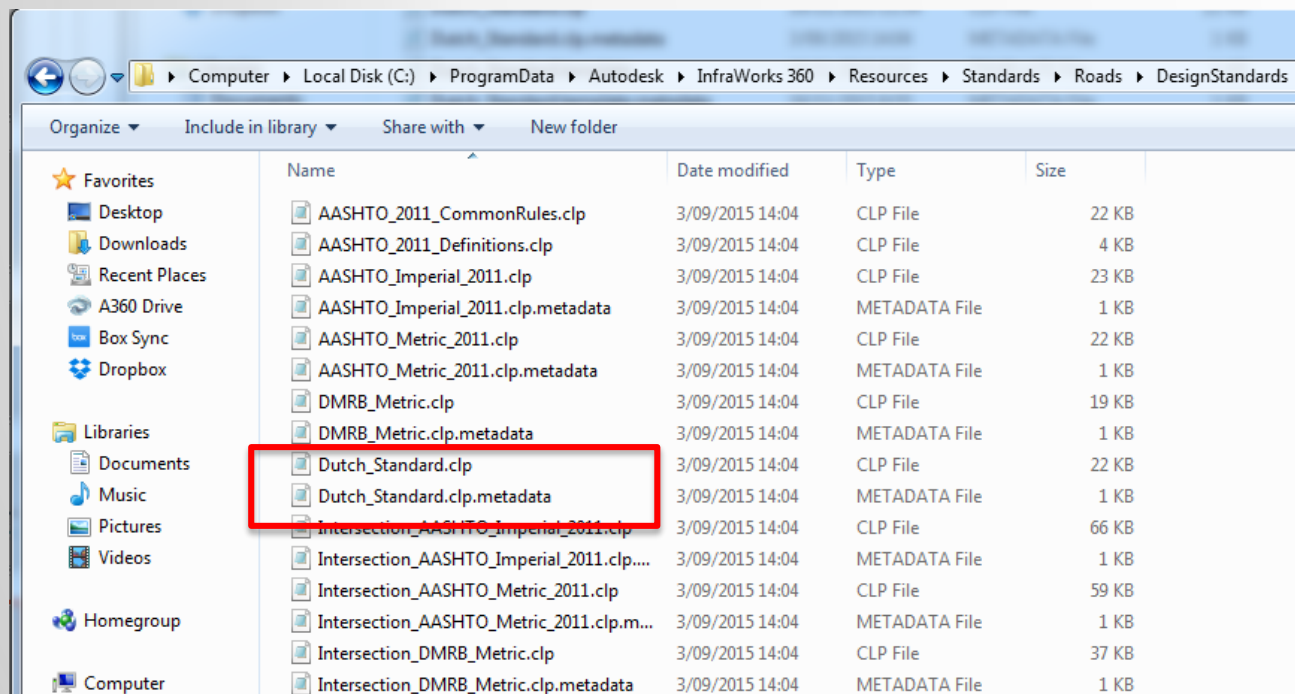 Computer ▸ Local Disk (C:) ▸ ProgramData ▸ Autodesk ▸ InfraWorks 360 ▸ Resources ▸ Standards ▸ Roads ▸ DesignStandards
Organize Include in library Share with New folder
Favorites
Desktop
Downloads
Recent Places
A360 Drive
box Box Sync
Dropbox
Libraries
Documents
Music
Pictures
Videos
Homegroup
Computer
Name Date modified Type Size
AASHTO_2011_CommonRules.clp 3/09/2015 14:04 CLP File 22 KB
AASHTO_2011_Definitions.clp 3/09/2015 14:04 CLP File 4 KB
AASHTO_Imperial_2011.clp 3/09/2015 14:04 CLP File 23 KB
AASHTO_Imperial_2011.clp.metadata 3/09/2015 14:04 METADATA File 1 KB
AASHTO_Metric_2011.clp 3/09/2015 14:04 CLP File 22 KB
AASHTO_Metric_2011.clp.metadata 3/09/2015 14:04 METADATA File 1 KB
DMRB_Metric.clp 3/09/2015 14:04 CLP File 19 KB
DMRB_Metric.clp.metadata 3/09/2015 14:04 METADATA File 1 KB
Dutch_Standard.clp 3/09/2015 14:04 CLP File 22 KB
Dutch_Standard.clp.metadata 3/09/2015 14:04 METADATA File 1 KB
Intersection_AASHTO_Imperial_2011.clp 3/09/2015 14:04 CLP File 66 KB
Intersection_AASHTO_Imperial_2011.clp.... 3/09/2015 14:04 METADATA File 1 KB
Intersection_AASHTO_Metric_2011.clp 3/09/2015 14:04 CLP File 59 KB
Intersection_AASHTO_Metric_2011.clp.m... 3/09/2015 14:04 METADATA File 1 KB
Intersection_DMRB_Metric.clp 3/09/2015 14:04 CLP File 37 KB
Intersection_DMRB_Metric.clp.metadata 3/09/2015 14:04 METADATA File 1 KB